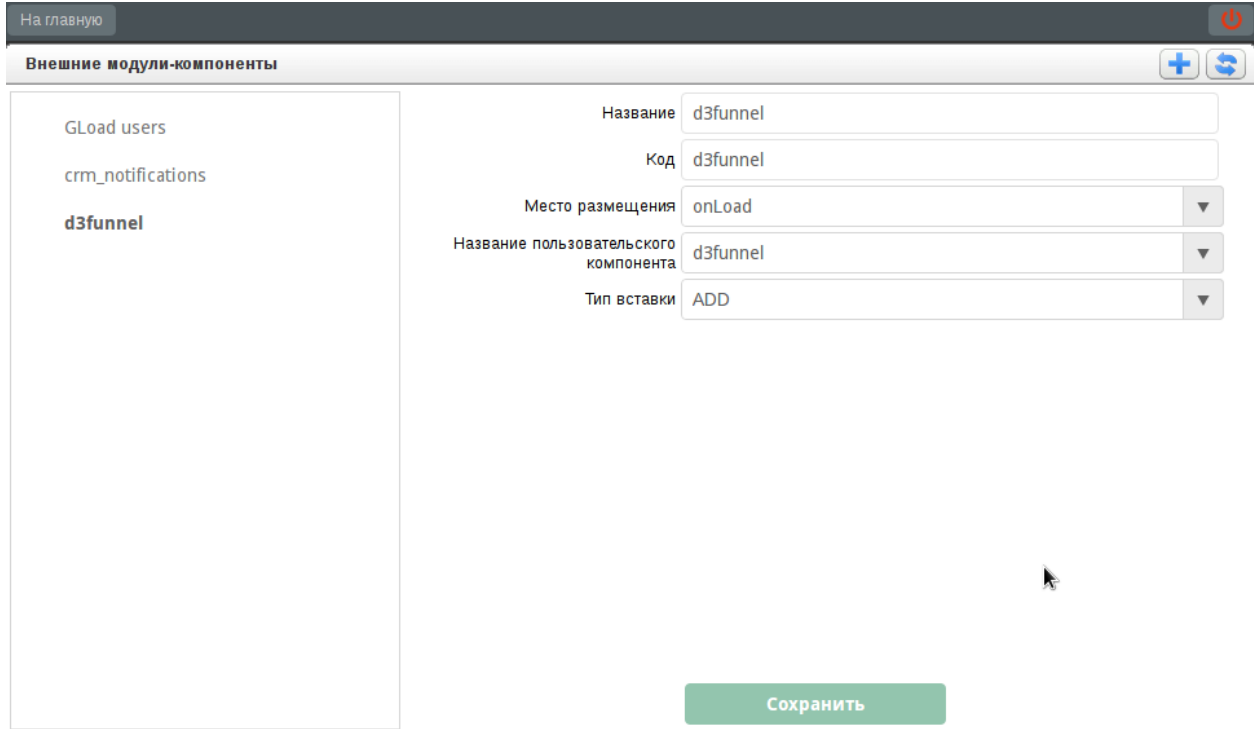 На главную
Внешние модули-компоненты
GLoad users
crm_notifications
d3funnel
Название d3funnel
Код d3funnel
Место размещения onLoad
Название пользовательского
компонента d3funnel
Тип вставки ADD
Сохранить